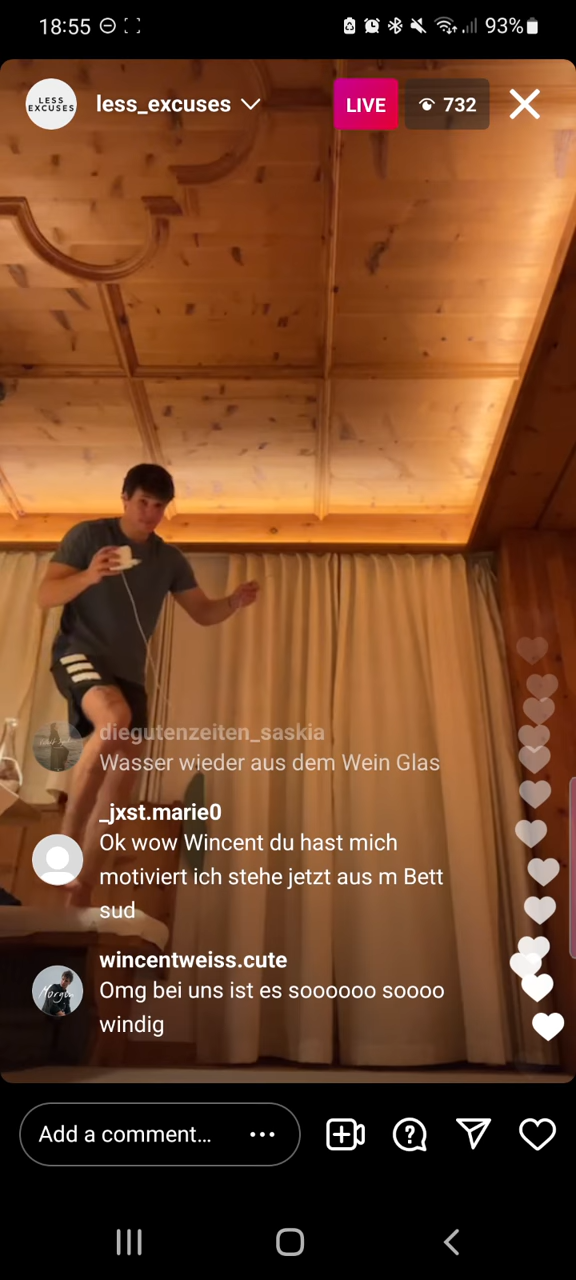 18:55
93%
LESS
EXCUSES
less_excuses
LIVE
732
diegutenzeiten_saskia
Wasser wieder aus dem Wein Glas
_jxst.marie0
Ok wow Wincent du hast mich
motiviert ich stehe jetzt aus m Bett
sud
wincentweiss.cute
Morgen
Omg bei uns ist es soooooo soooo
windig
Add a comment...